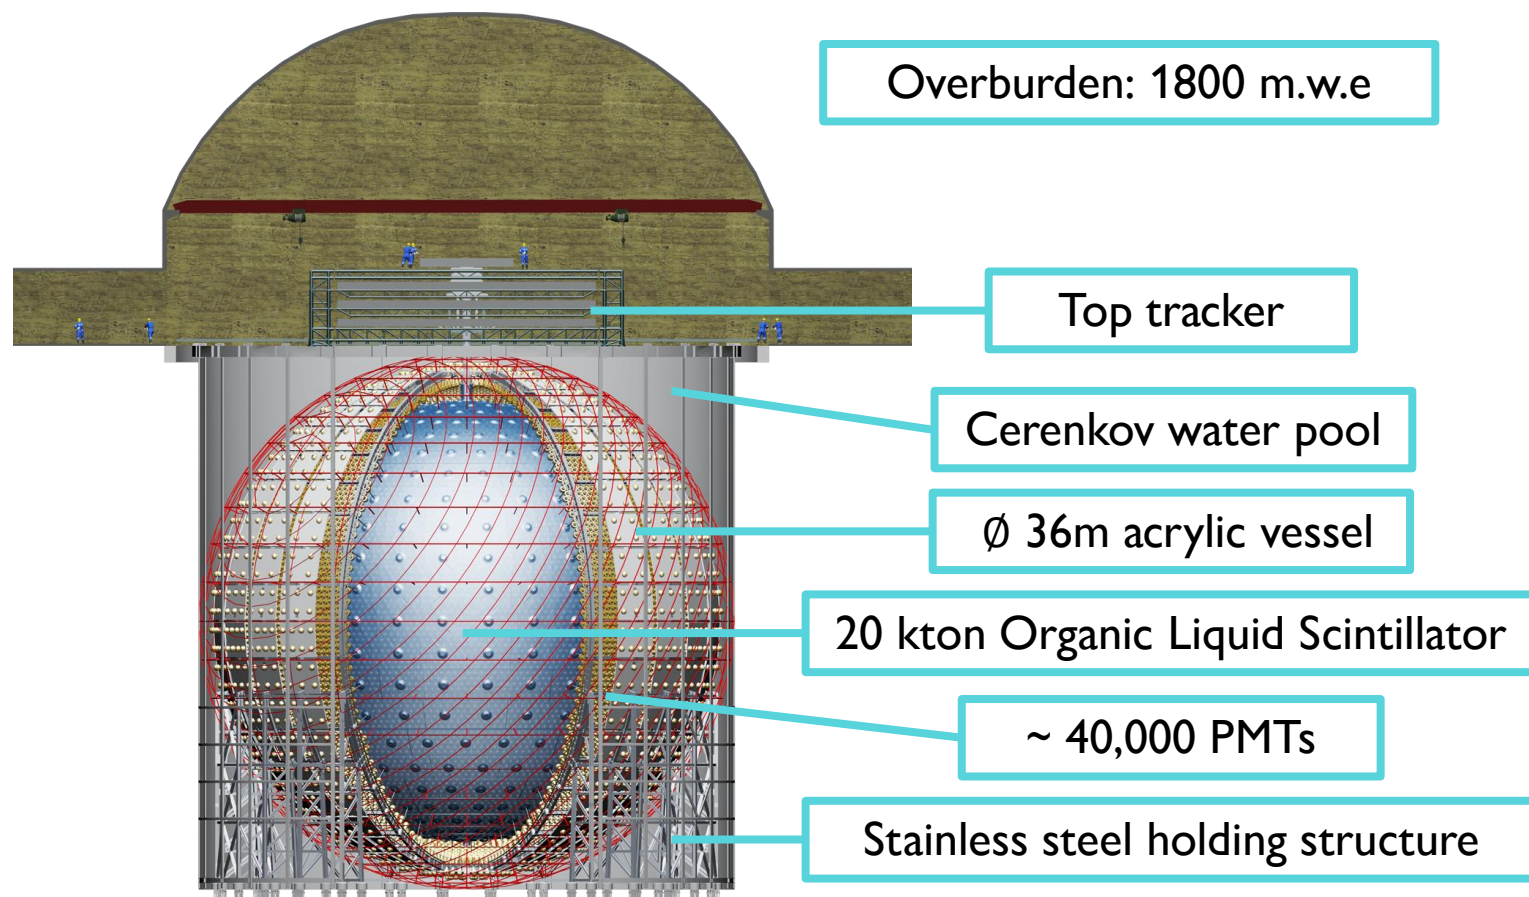 Overburden: 1800 m.w.e
Top tracker
Cerenkov water pool
∅ 36m acrylic vessel
20 kton Organic Liquid Scintillator
~ 40,000 PMTs
Stainless steel holding structure